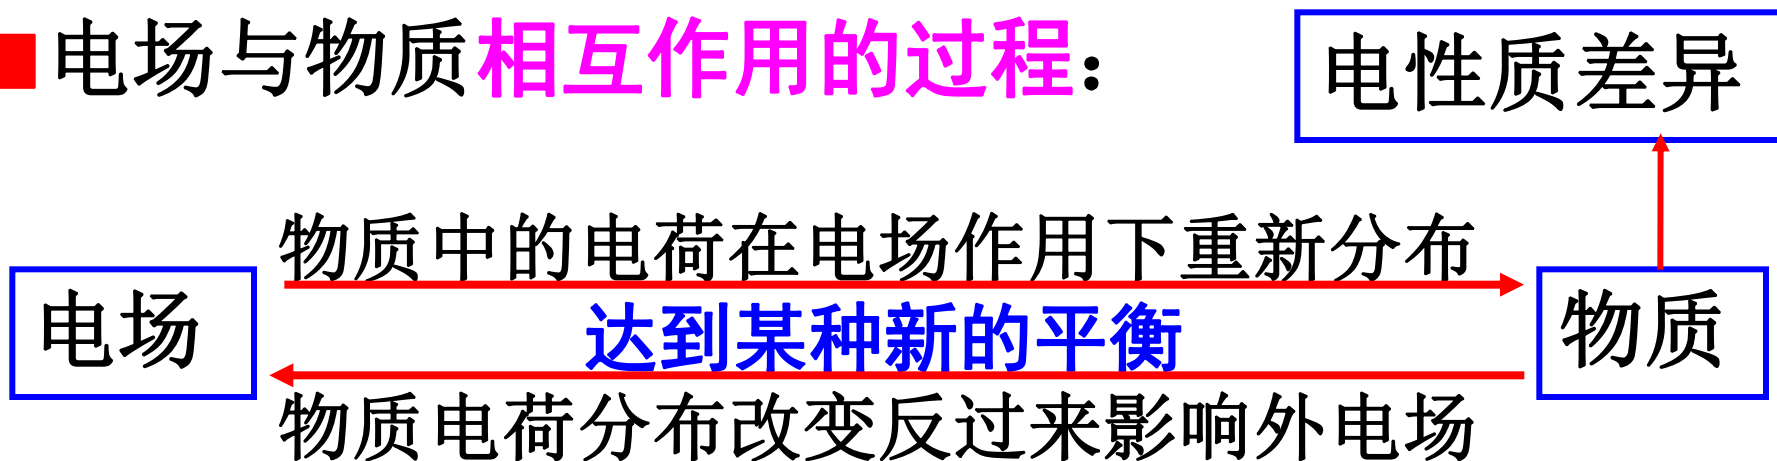 电场与物质相互作用的过程：
电性质差异
物质中的电荷在电场作用下重新分布
电场
达到某种新的平衡
物质
物质电荷分布改变反过来影响外电场